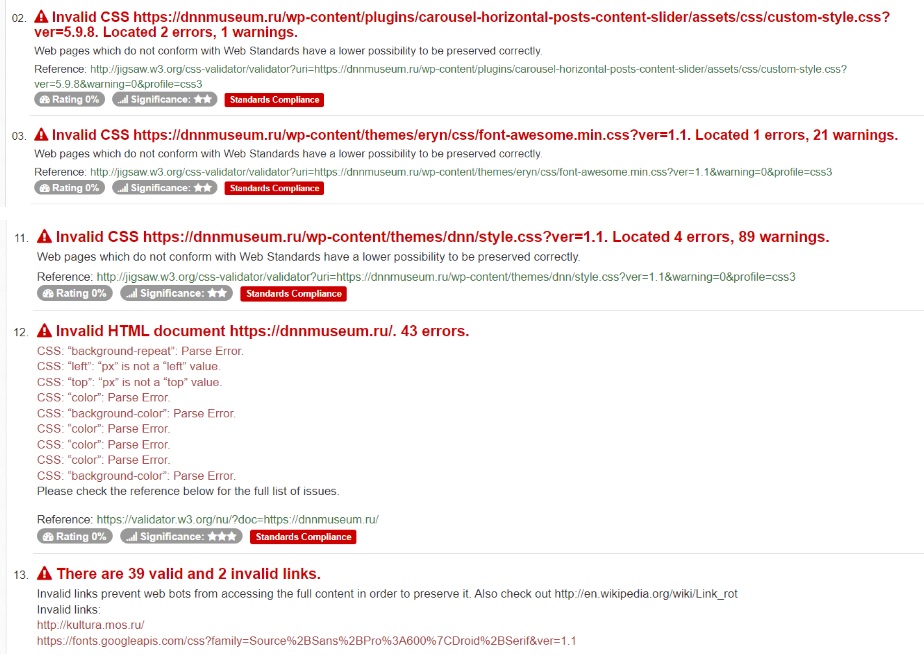 02. Invalid CSS https://dnnmuseum.ru/wp-content/plugins/carousel-horizontal-posts-content-slider/assets/css/custom-style.css?
ver=5.9.8. Located 2 errors, 1 warnings.
Web pages which do not conform with Web Standards have a lower possibility to be preserved correctly.
Reference: http://jigsaw.w3.org/css-validator/validator?uri=https://dnnmuseum.ru/wp-content/plugins/carousel-horizontal-posts-content-slider/assets/css/custom-style.css?
ver=5.9.8&warning=0&profile=css3
Rating 0% Significance: ★★ Standards Compliance
03. Invalid CSS https://dnnmuseum.ru/wp-content/themes/eryn/css/font-awesome.min.css?ver=1.1. Located 1 errors, 21 warnings.
Web pages which do not conform with Web Standards have a lower possibility to be preserved correctly.
Reference: http://jigsaw.w3.org/css-validator/validator?uri=https://dnnmuseum.ru/wp-content/themes/eryn/css/font-awesome.min.css?ver=1.1&warning=0&profile=css3
Rating 0% Significance: ★★ Standards Compliance
11. Invalid CSS https://dnnmuseum.ru/wp-content/themes/dnn/style.css?ver=1.1. Located 4 errors, 89 warnings.
Web pages which do not conform with Web Standards have a lower possibility to be preserved correctly.
Reference: http://jigsaw.w3.org/css-validator/validator?uri=https://dnnmuseum.ru/wp-content/themes/dnn/style.css?ver=1.1&warning=0&profile=css3
Rating 0% Significance: ★★ Standards Compliance
12. Invalid HTML document https://dnnmuseum.ru/. 43 errors.
CSS: “background-repeat”: Parse Error.
CSS: “left”: “px” is not a “left” value.
CSS: “top”: “px” is not a “top” value.
CSS: “color”: Parse Error.
CSS: “background-color”: Parse Error.
CSS: “color”: Parse Error.
CSS: “color”: Parse Error.
CSS: “color”: Parse Error.
CSS: “background-color”: Parse Error.
Please check the reference below for the full list of issues.
Reference: https://validator.w3.org/nu/?doc=https://dnnmuseum.ru/
Rating 0% Significance: ★★★ Standards Compliance
13. There are 39 valid and 2 invalid links.
Invalid links prevent web bots from accessing the full content in order to preserve it. Also check out http://en.wikipedia.org/wiki/Link_rot
Invalid links:
http://kultura.mos.ru/
https://fonts.googleapis.com/css?family=Source%2BSans%2BPro%3A600%7CDroid%2BSerif&ver=1.1